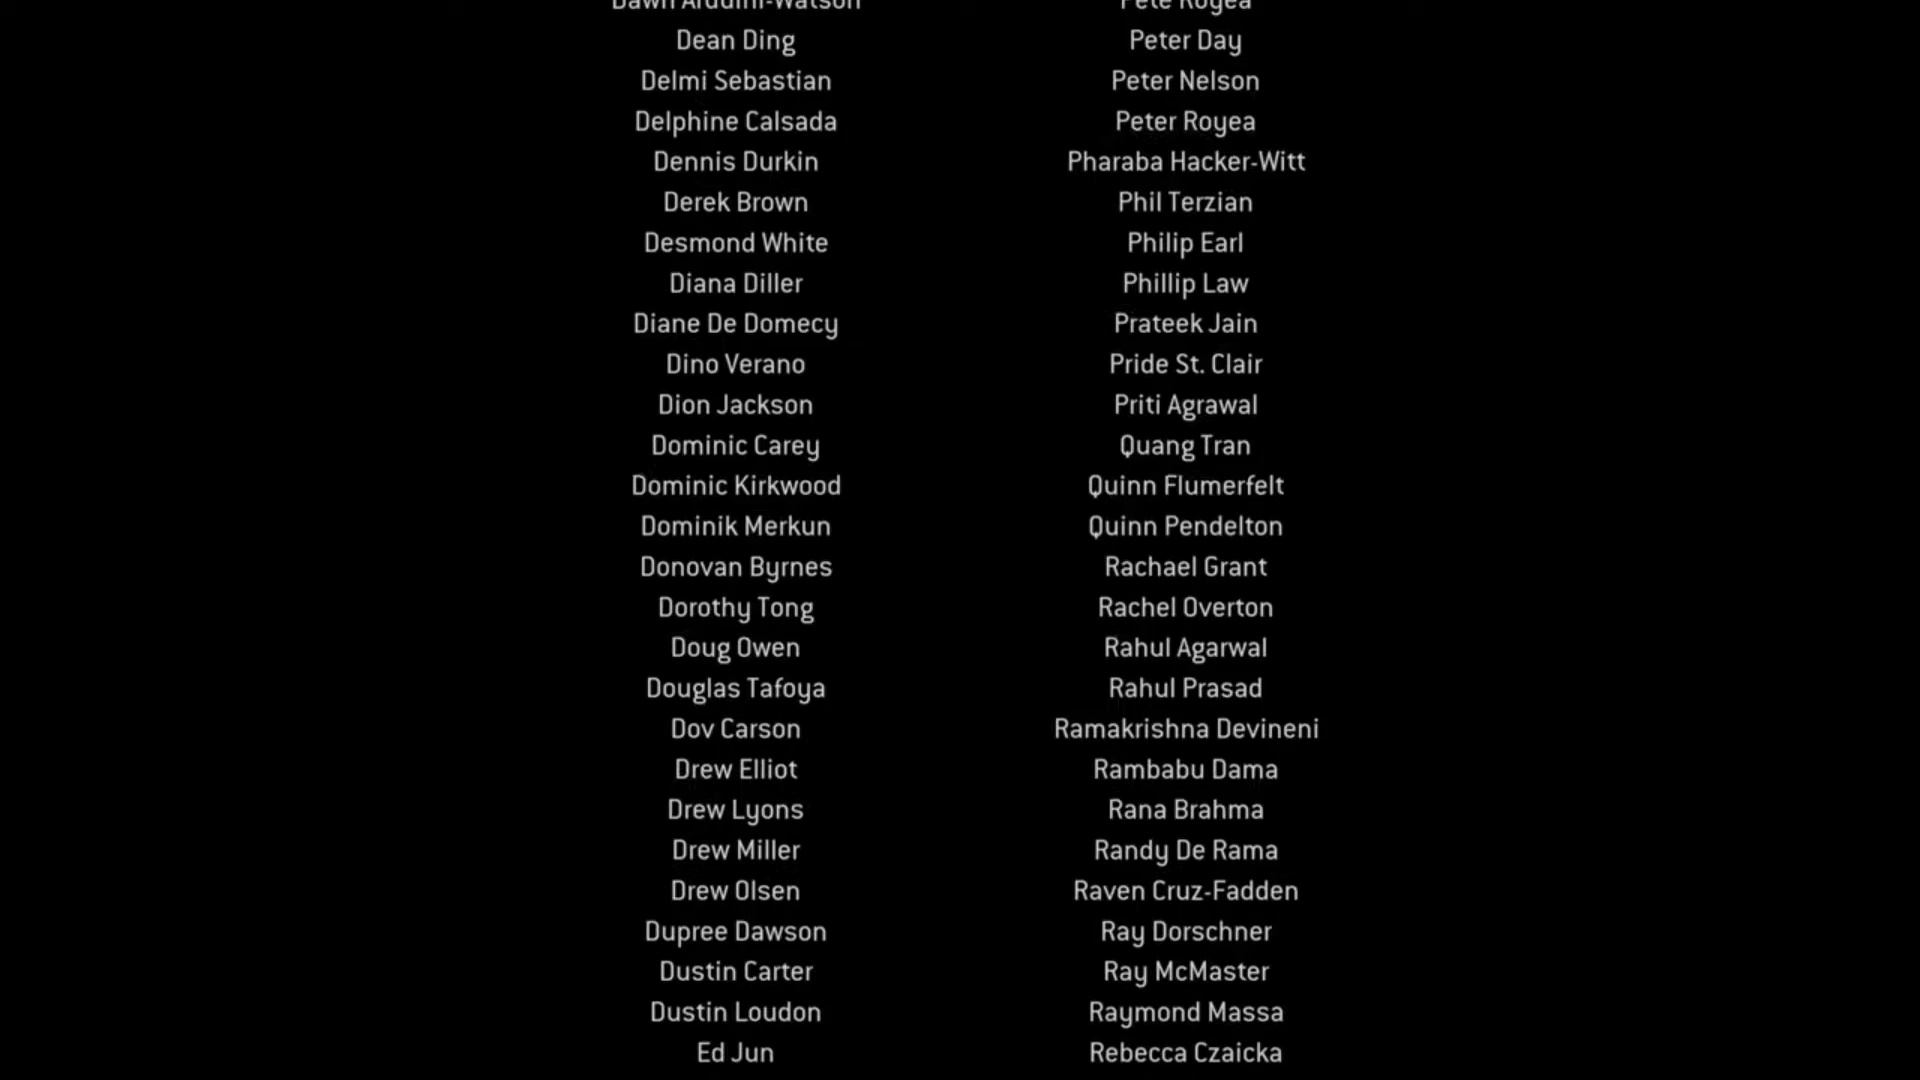 Dean Ding
Delmi Sebastian
Delphine Calsada
Dennis Durkin
Derek Brown
Desmond White
Diana Diller
Diane De Domecy
Dino Verano
Dion Jackson
Dominic Carey
Dominic Kirkwood
Dominik Merkun
Donovan Byrnes
Dorothy Tong
Doug Owen
Douglas Tafoya
Dov Carson
Drew Elliot
Drew Lyons
Drew Miller
Drew Olsen
Dupree Dawson
Dustin Carter
Dustin Loudon
Ed Jun
Pete Royea
Peter Day
Peter Nelson
Peter Royea
Pharaba Hacker-Witt
Phil Terzian
Philip Earl
Phillip Law
Prateek Jain
Pride St. Clair
Priti Agrawal
Quang Tran
Quinn Flumerfelt
Quinn Pendelton
Rachael Grant
Rachel Overton
Rahul Agarwal
Rahul Prasad
Ramakrishna Devineni
Rambabu Dama
Rana Brahma
Randy De Rama
Raven Cruz-Fadden
Ray Dorschner
Ray McMaster
Raymond Massa
Rebecca Czaicka